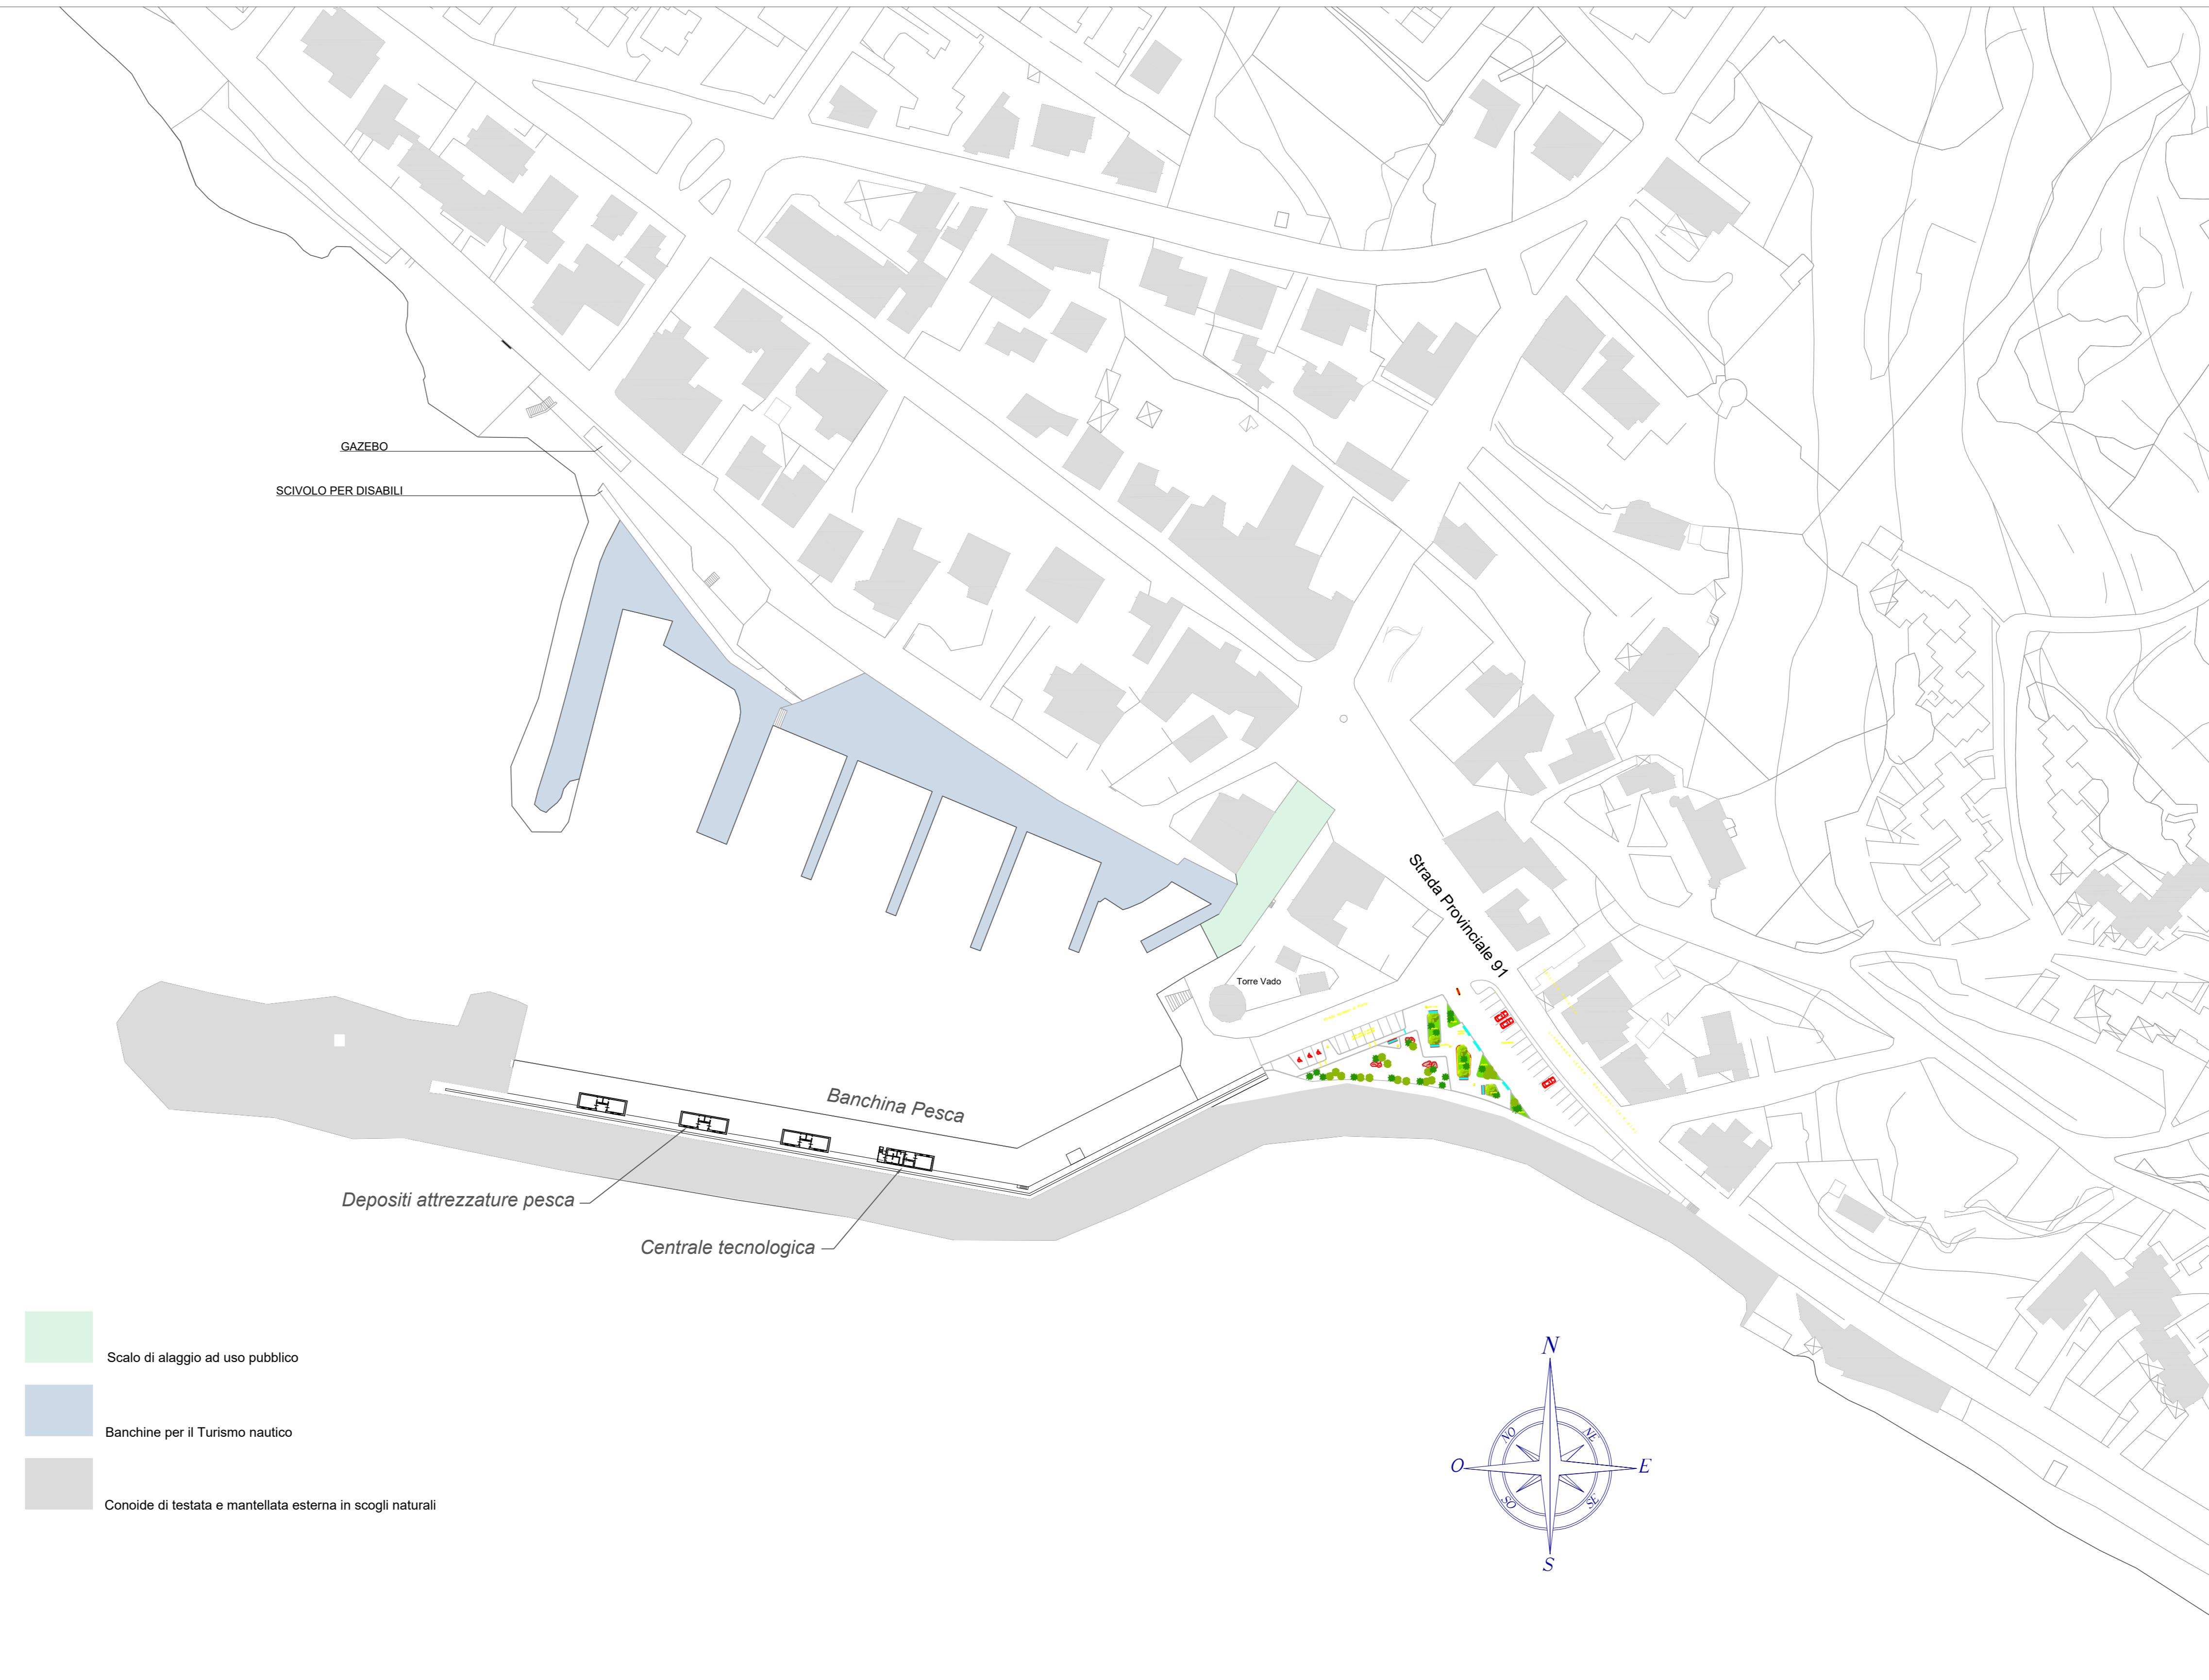 GAZEBO
SCIVOLO PER DISABILI
Strada Provinciale 91
Torre Vado
Banchina Pesca
Depositi attrezzature pesca
Centrale tecnologica
Scalo di alaggio ad uso pubblico
Banchine per il Turismo nautico
Conoide di testata e mantellata esterna in scogli naturali
N
NO
NE
O
E
SO
SE
S